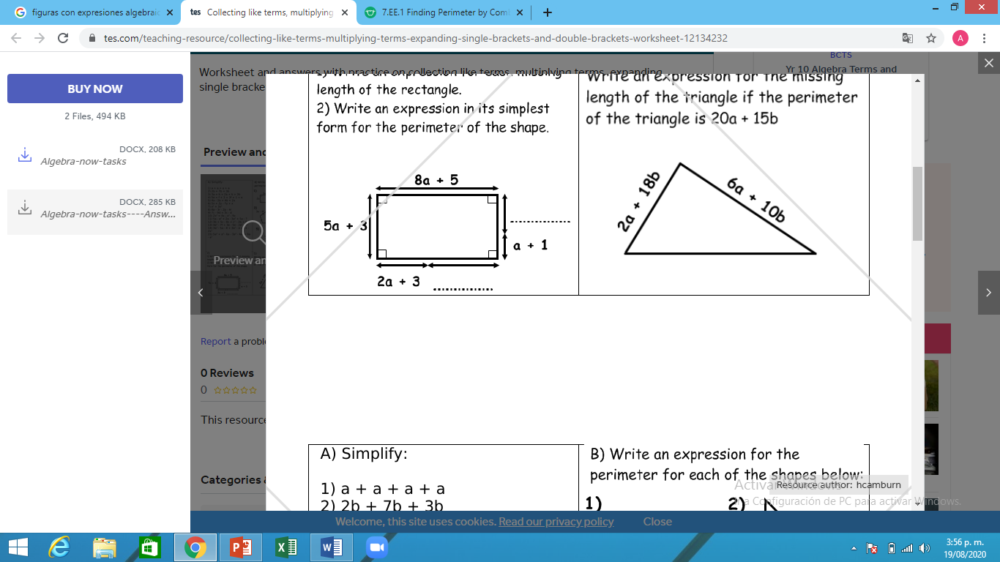 figuras con expresiones algebraic
tes Collecting like terms, multiplying
7.EE.1 Finding Perimeter by Com
tes.com/teaching-resource/collecting-like-terms-multiplying-terms-expanding-single-brackets-and-double-brackets-worksheet-12134232
A
BUY NOW
2 Files, 494 KB
DOCX, 208 KB
Algebra-now-tasks
DOCX, 285 KB
Algebra-now-tasks----Answ...
Worksheet and answers with practice on collecting like terms, multiplying terms, expanding
single bracke
BCTS
Yr 10 Algebra Terms and
Preview and
Preview an
Report a proble
0 Reviews
0
This resource
Categories &
length of the rectangle.
2) Write an expression in its simplest
form for the perimeter of the shape.
8a + 5
5a + 3
a + 1
2a + 3
Write an expression for the missing
length of the triangle if the perimeter
of the triangle is 20a + 15b
2a + 18b
6a + 10b
A) Simplify:
1) a + a + a + a
2) 2b + 7b + 3b
B) Write an expression for the
perimeter for each of the shapes below:
1)
2)
Resource author: hcamburn
Ir a Configuración de PC para activar Windows.
Welcome, this site uses cookies. Read our privacy policy Close
3:56 p. m.
19/08/2020